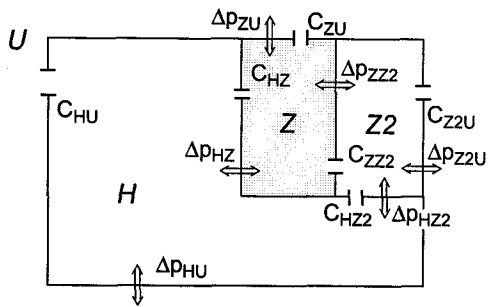 U
Δp_ZU
C_ZU
C_HZ
Δp_ZZ2
C_HU
Z
Z2
C_Z2U
Δp_HZ
C_ZZ2
Δp_Z2U
H
C_HZ2
Δp_HZ2
Δp_HU